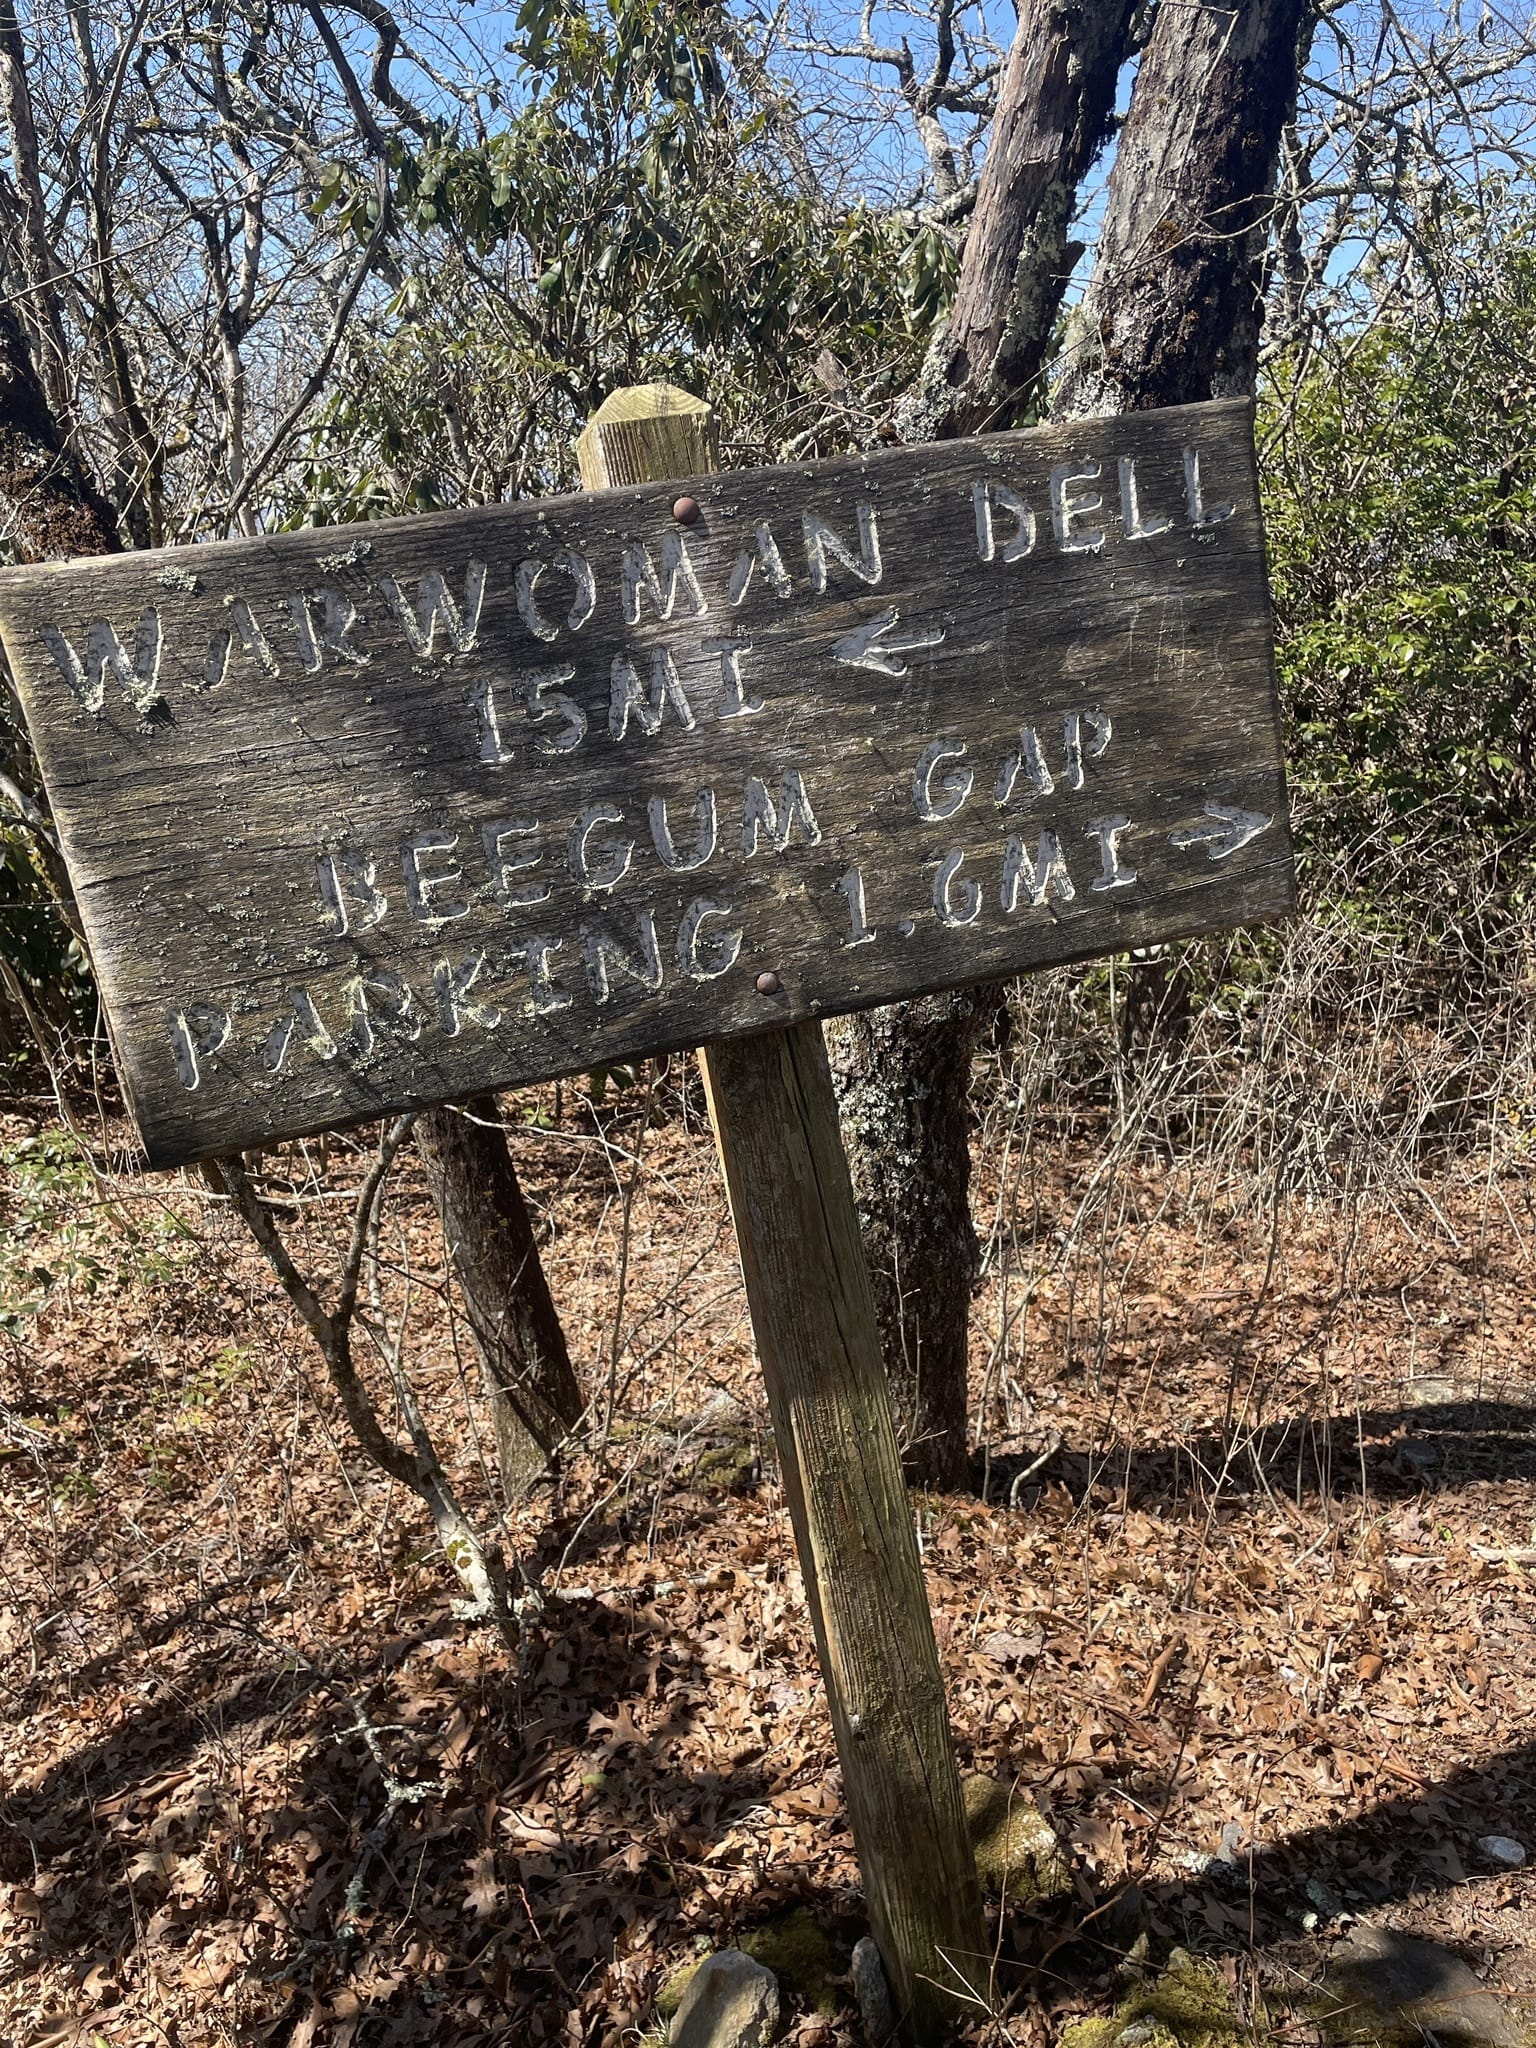 WARWOMAN DELL
15MI ←
BEEGUM GAP
PARKING 1.6MI →